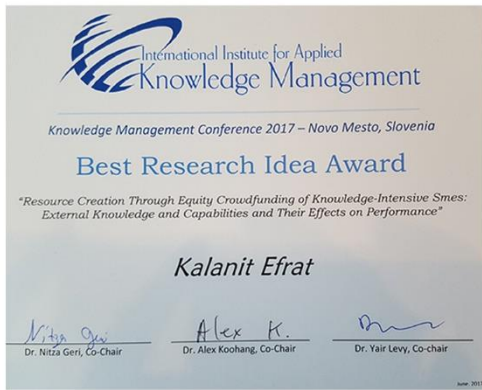 International Institute for Applied
Knowledge Management
Knowledge Management Conference 2017 – Novo Mesto, Slovenia
Best Research Idea Award
"Resource Creation Through Equity Crowdfunding of Knowledge-Intensive Smes:
External Knowledge and Capabilities and Their Effects on Performance"
Kalanit Efrat
Nitza Geri Alex K.
Dr. Nitza Geri, Co-Chair Dr. Alex Koohang, Co-Chair Dr. Yair Levy, Co-chair
June, 2017